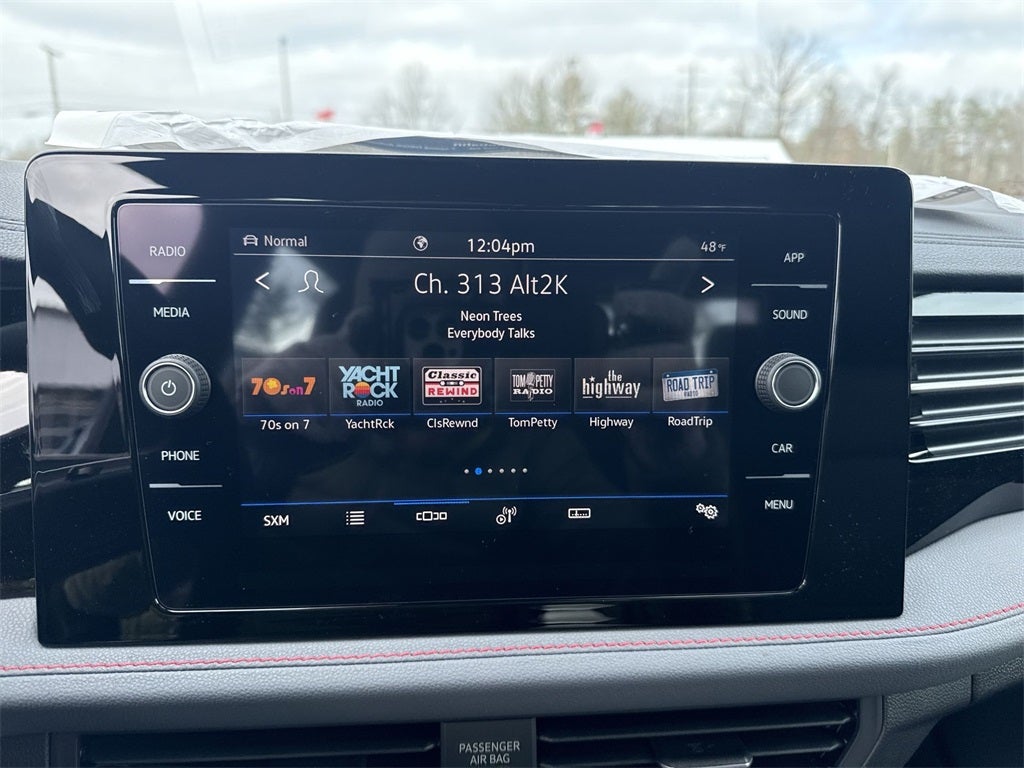 RADIO
MEDIA
PHONE
VOICE
Normal 12:04pm 48°F
< Ch. 313 Alt2K >
Neon Trees
Everybody Talks
70s on 7
YACHT
ROCK
RADIO
Classic
REWIND
TOM PETTY
RADIO
the
highway
ROAD TRIP
RADIO
70s on 7 YachtRck ClsRewnd TomPetty Highway RoadTrip
SXM
APP
SOUND
CAR
MENU
PASSENGER
AIR BAG